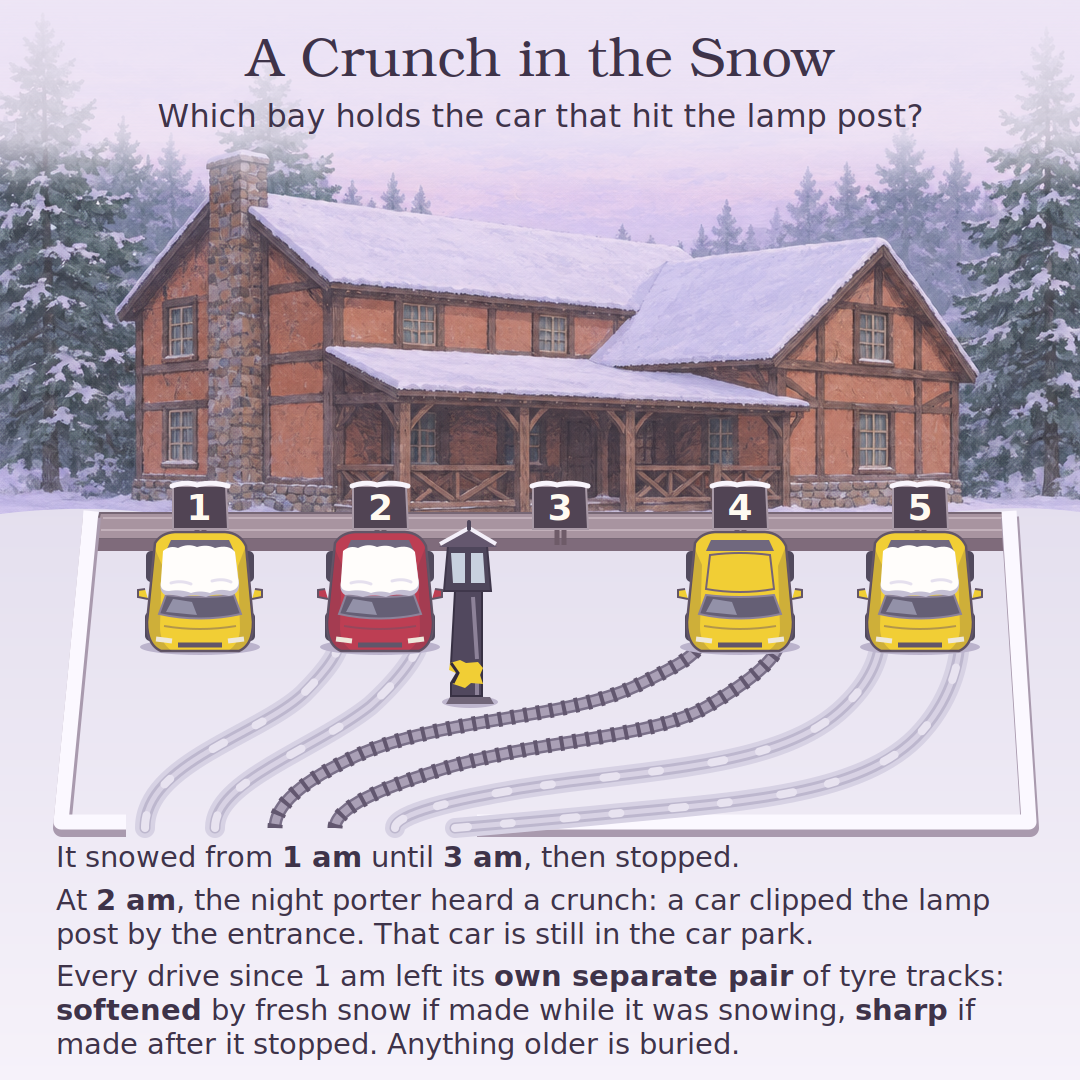 A Crunch in the Snow
Which bay holds the car that hit the lamp post?
1 2 3 4 5
It snowed from 1 am until 3 am, then stopped.
At 2 am, the night porter heard a crunch: a car clipped the lamp
post by the entrance. That car is still in the car park.
Every drive since 1 am left its own separate pair of tyre tracks:
softened by fresh snow if made while it was snowing, sharp if
made after it stopped. Anything older is buried.